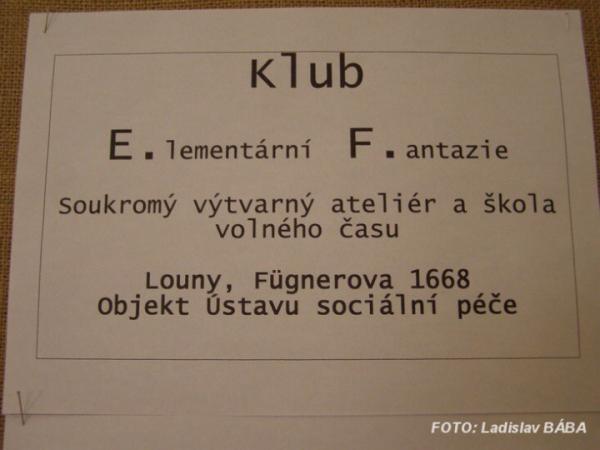 Klub
E.lementární F.antazie
Soukromý výtvarný ateliér a škola
volného času
Louny, Fügnerova 1668
Objekt Ústavu sociální péče
FOTO: Ladislav BÁBA